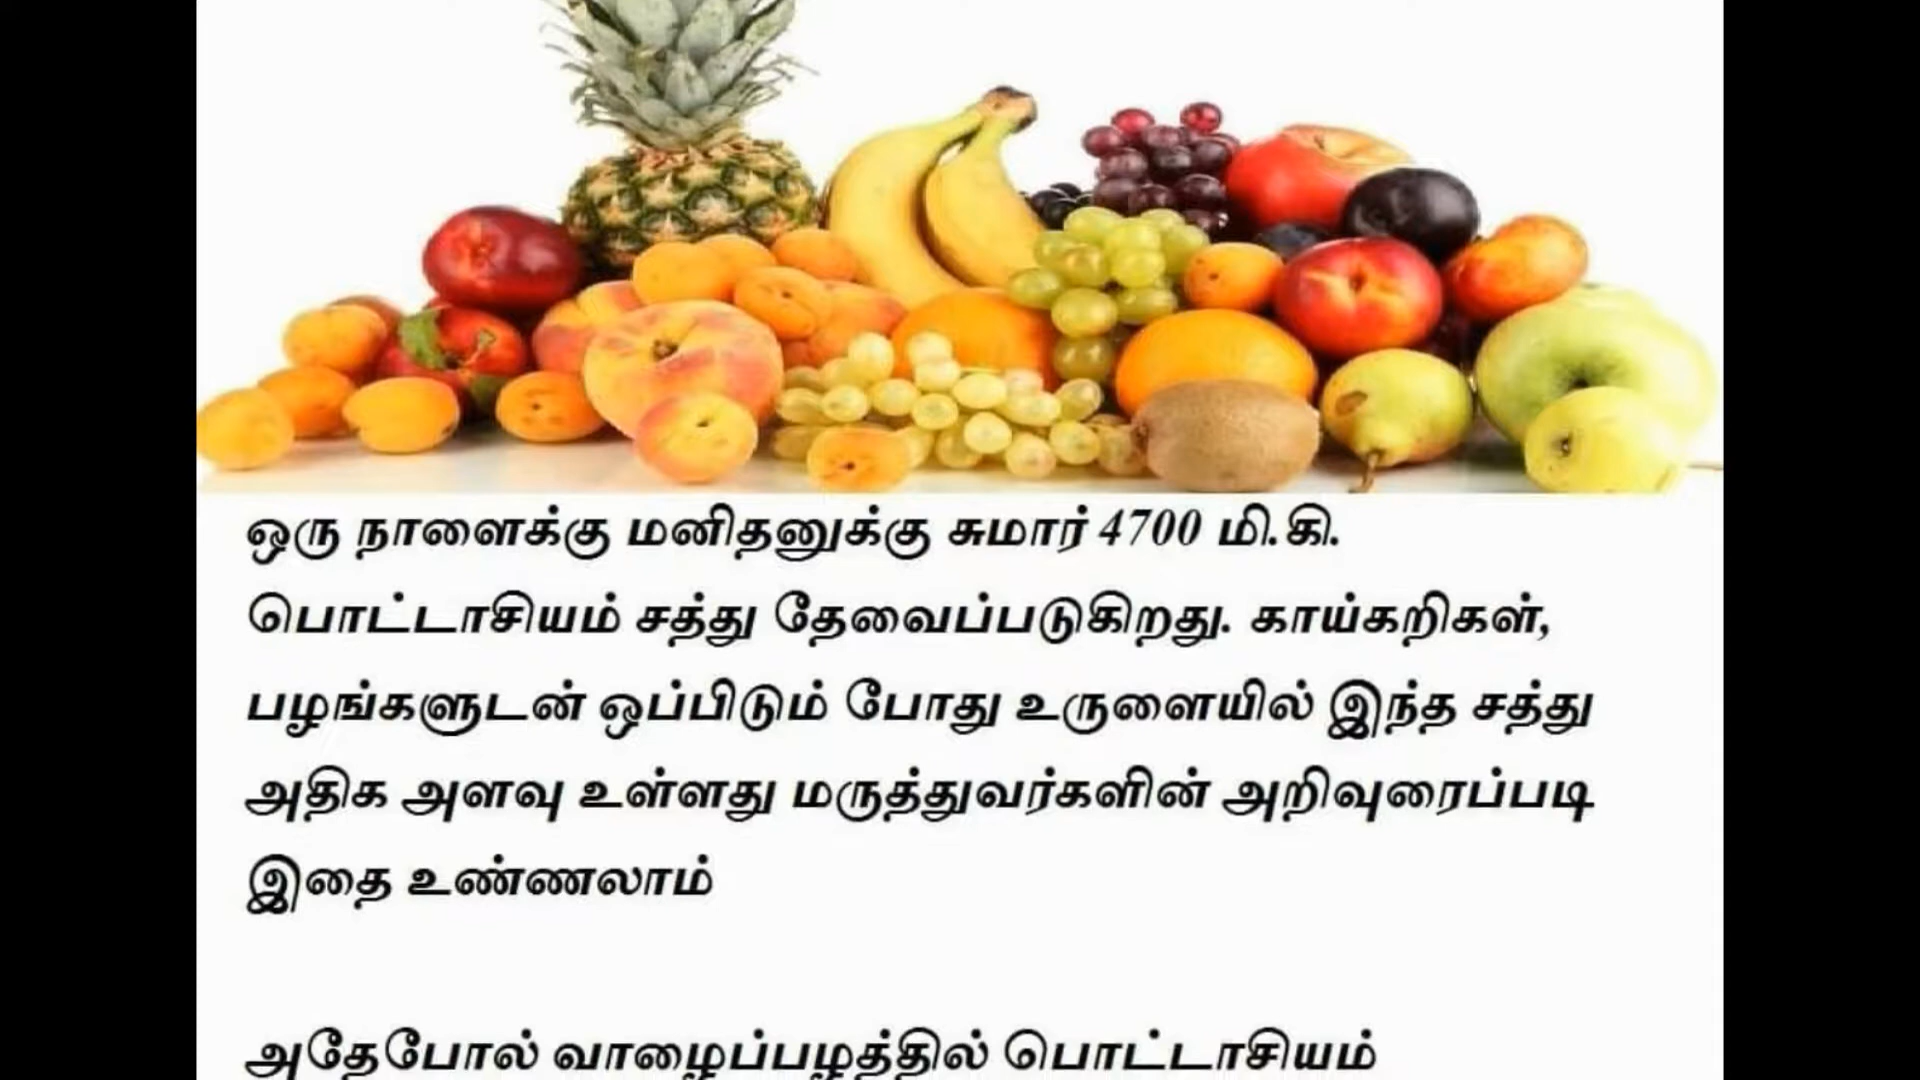 ஒரு நாளைக்கு மனிதனுக்கு சுமார் 4700 மி.கி.
பொட்டாசியம் சத்து தேவைப்படுகிறது. காய்கறிகள்,
பழங்களுடன் ஒப்பிடும் போது உருளையில் இந்த சத்து
அதிக அளவு உள்ளது மருத்துவர்களின் அறிவுரைப்படி
இதை உண்ணலாம்
அதேபோல் வாழைப்பழத்தில் பொட்டாசியம்